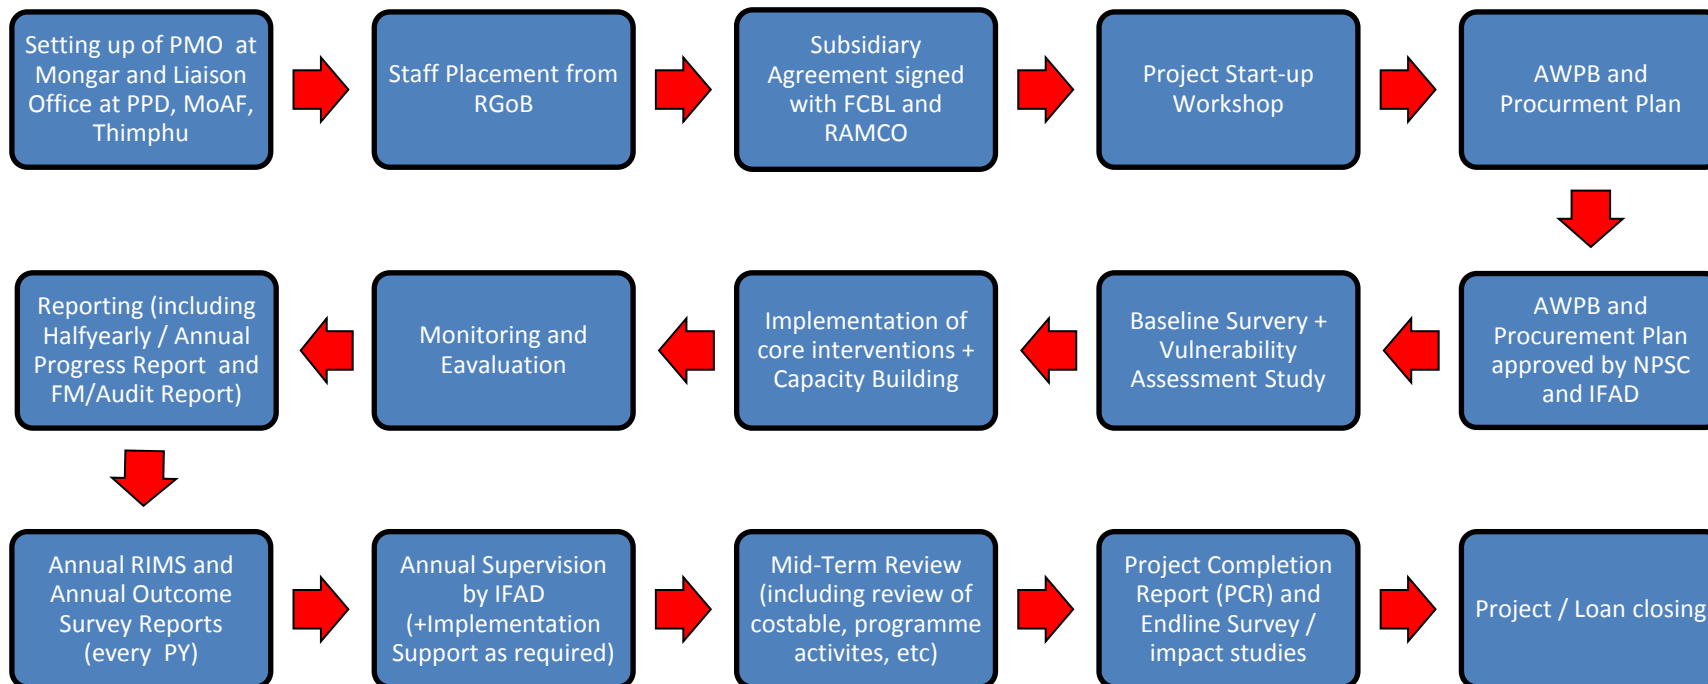 Setting up of PMO at
Mongar and Liaison
Office at PPD, MoAF,
Thimphu
Staff Placement from
RGoB
Subsidiary
Agreement signed
with FCBL and
RAMCO
Project Start-up
Workshop
AWPB and
Procurment Plan
AWPB and
Procurement Plan
approved by NPSC
and IFAD
Baseline Survery +
Vulnerability
Assessment Study
Implementation of
core interventions +
Capacity Building
Monitoring and
Eavaluation
Reporting (including
Halfyearly / Annual
Progress Report and
FM/Audit Report)
Annual RIMS and
Annual Outcome
Survey Reports
(every PY)
Annual Supervision
by IFAD
(+Implementation
Support as required)
Mid-Term Review
(including review of
costable, programme
activites, etc)
Project Completion
Report (PCR) and
Endline Survey /
impact studies
Project / Loan closing